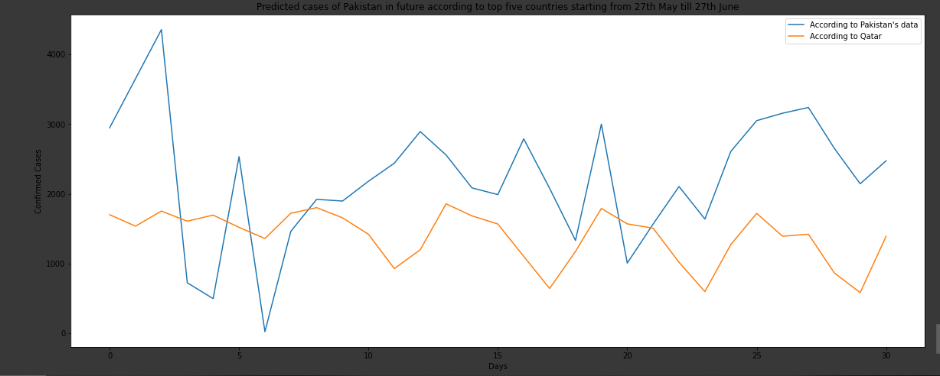 Predicted cases of Pakistan in future according to top five countries starting from 27th May till 27th June
According to Pakistan's data
According to Qatar
Confirmed Cases
4000
3000
2000
1000
0
0 5 10 15 20 25 30
Days